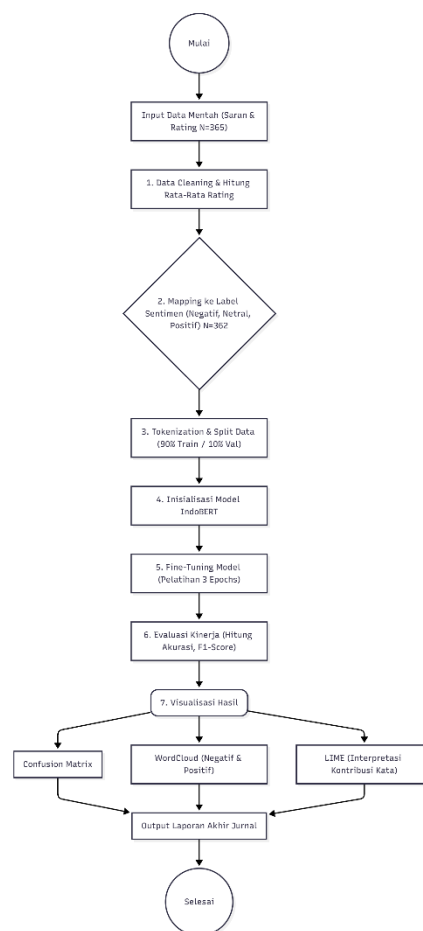 Mulai
Input Data Mentah (Saran &
Rating N=365)
1. Data Cleaning & Hitung
Rata-Rata Rating
2. Mapping ke Label
Sentimen (Negatif, Netral,
Positif) N=362
3. Tokenization & Split Data
(90% Train / 10% Val)
4. Inisialisasi Model
IndoBERT
5. Fine-Tuning Model
(Pelatihan 3 Epochs)
6. Evaluasi Kinerja (Hitung
Akurasi, F1-Score)
7. Visualisasi Hasil
Confusion Matrix
WordCloud (Negatif &
Positif)
LIME (Interpretasi
Kontribusi Kata)
Output Laporan Akhir Jurnal
Selesai